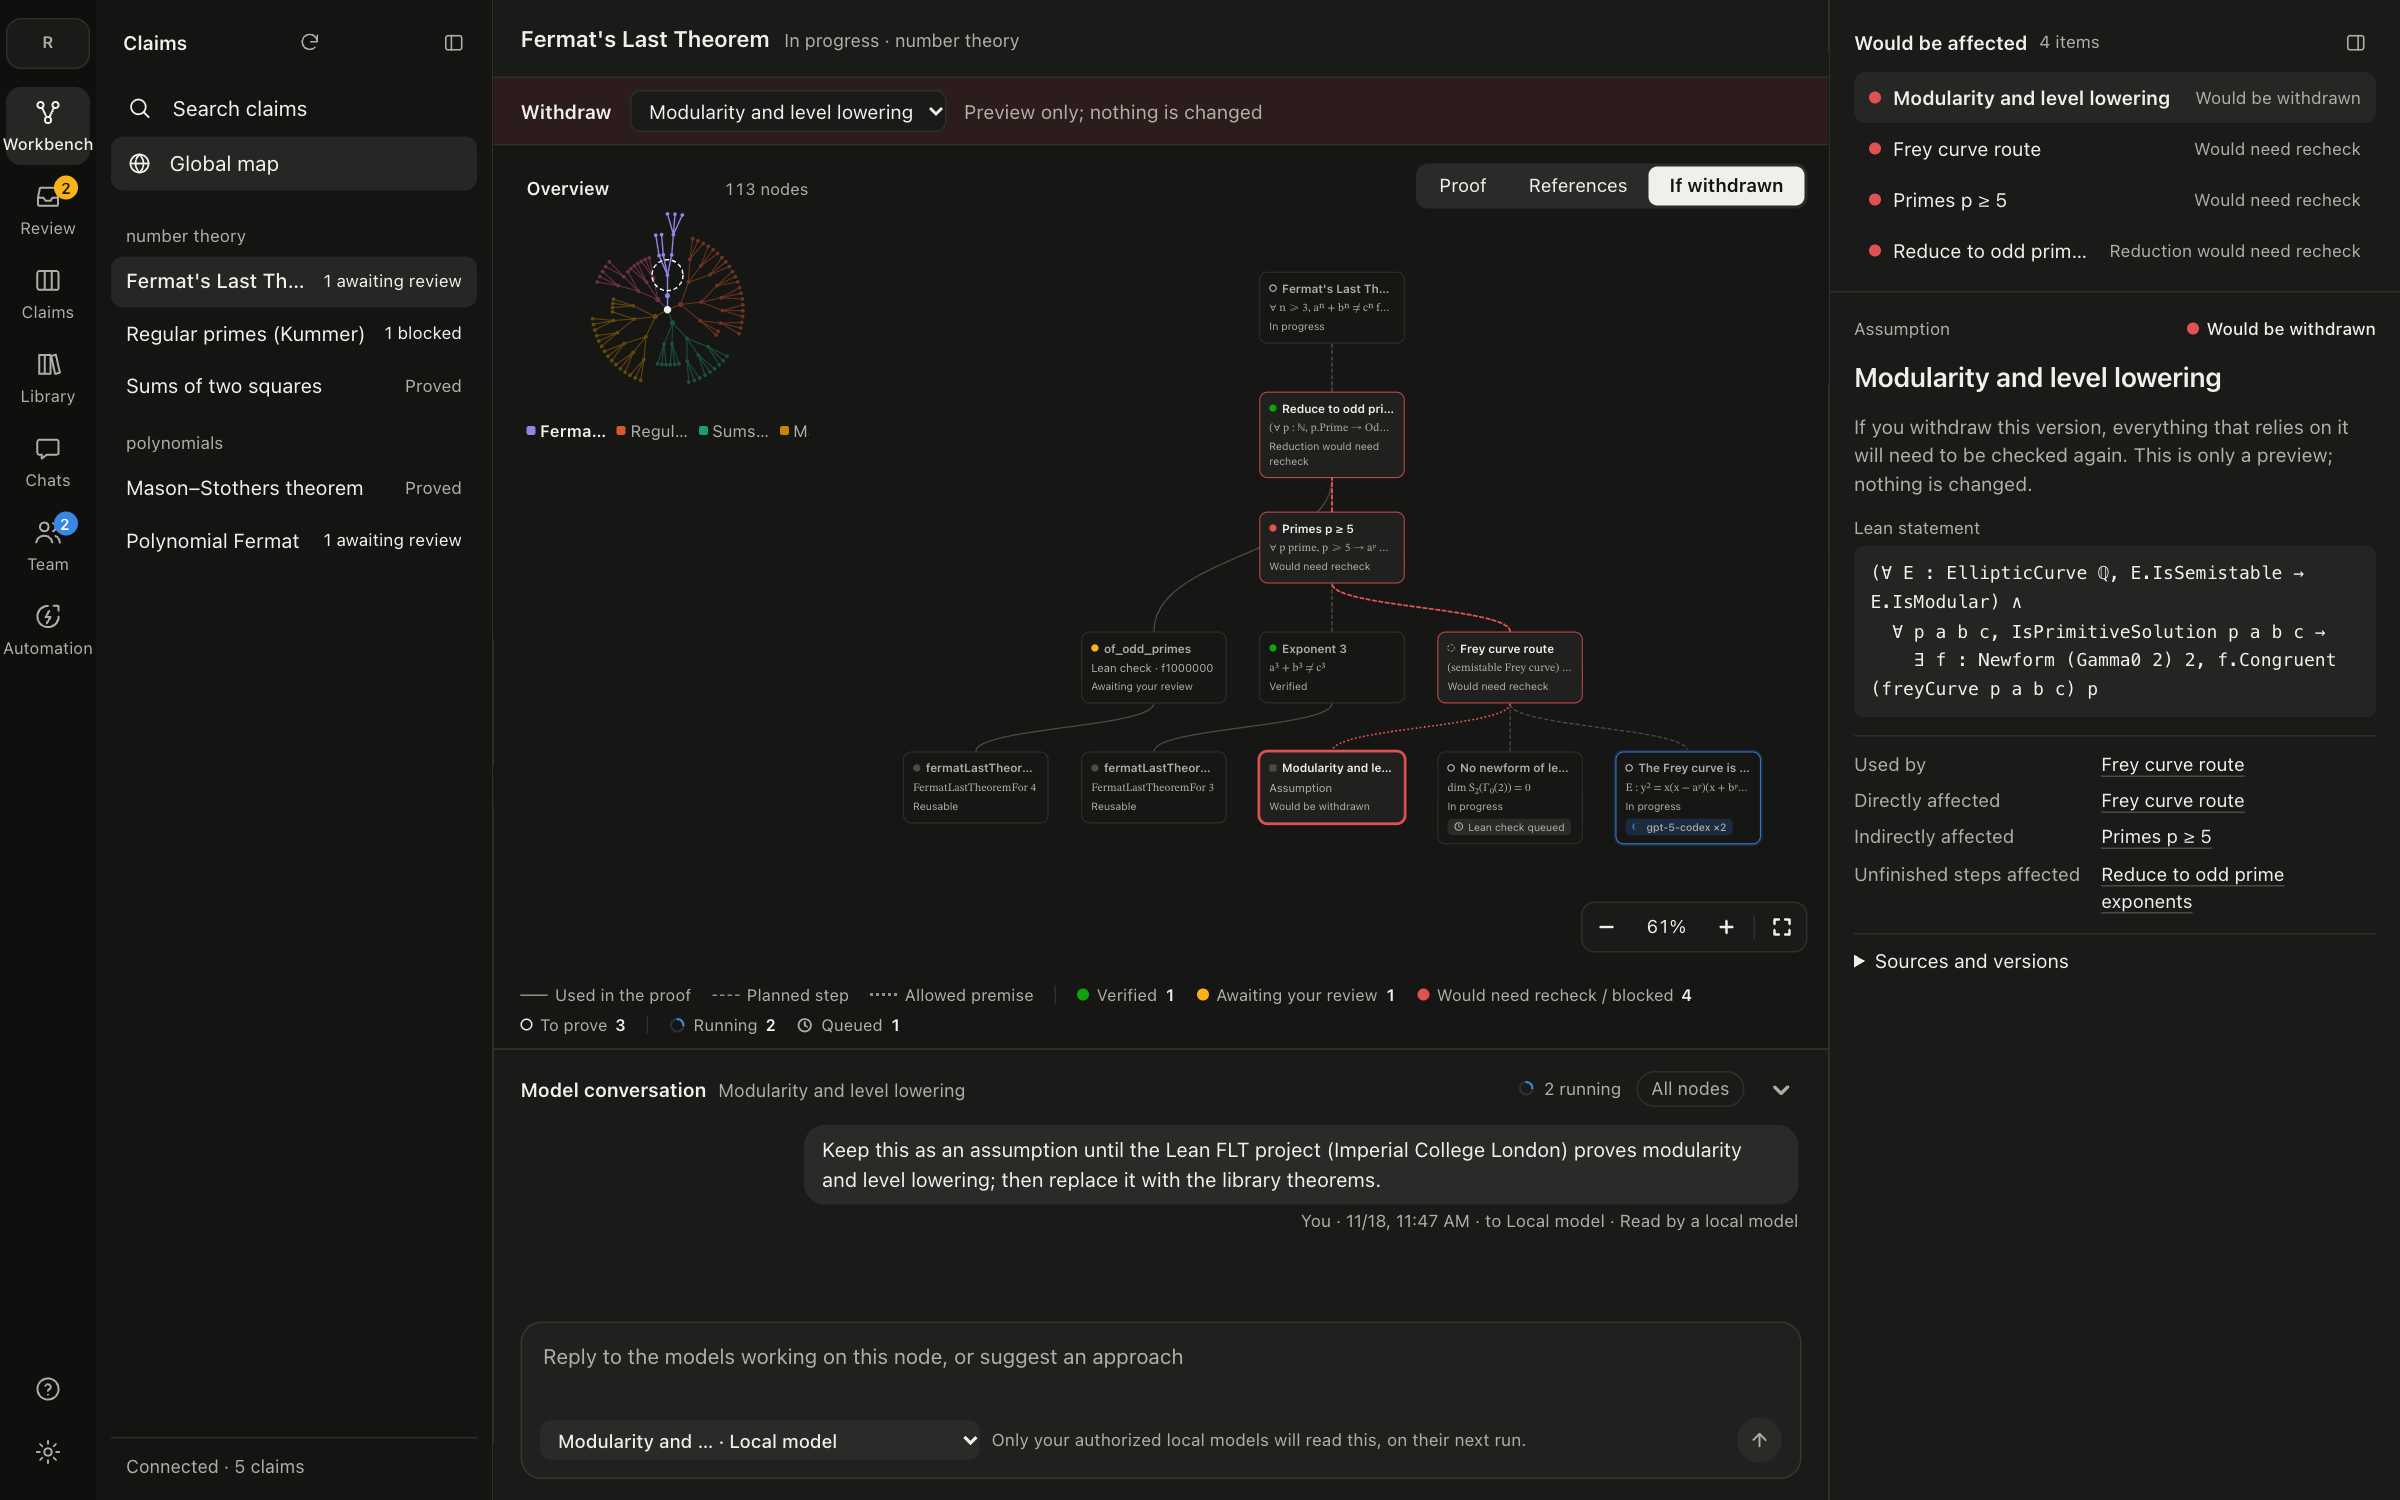 R
Workbench
2
Review
Claims
Library
Chats
2
Team
Automation
Claims
Search claims
Global map
number theory
Fermat's Last Th... 1 awaiting review
Regular primes (Kummer) 1 blocked
Sums of two squares Proved
polynomials
Mason–Stothers theorem Proved
Polynomial Fermat 1 awaiting review
Connected · 5 claims
Fermat's Last Theorem In progress · number theory
Withdraw Modularity and level lowering Preview only; nothing is changed
Overview 113 nodes
Proof References If withdrawn
Ferma... Regul... Sums... M
Fermat's Last Th...
∀ n ⩾ 3, aⁿ + bⁿ ≠ cⁿ f...
In progress
Reduce to odd pri...
(∀ p : ℕ, p.Prime → Od...
Reduction would need
recheck
Primes p ≥ 5
∀ p prime, p ⩾ 5 → aᵖ ...
Would need recheck
of_odd_primes
Lean check · f1000000
Awaiting your review
Exponent 3
a³ + b³ ≠ c³
Verified
Frey curve route
(semistable Frey curve) ...
Would need recheck
fermatLastTheor...
FermatLastTheoremFor 4
Reusable
fermatLastTheor...
FermatLastTheoremFor 3
Reusable
Modularity and le...
Assumption
Would be withdrawn
No newform of le...
dim S₂(Γ₀(2)) = 0
In progress
Lean check queued
The Frey curve is ...
E : y² = x(x − aᵖ)(x + bᵖ...
In progress
gpt-5-codex ×2
61%
Used in the proof Planned step Allowed premise Verified 1 Awaiting your review 1 Would need recheck / blocked 4
To prove 3 Running 2 Queued 1
Model conversation Modularity and level lowering 2 running All nodes
Keep this as an assumption until the Lean FLT project (Imperial College London) proves modularity
and level lowering; then replace it with the library theorems.
You · 11/18, 11:47 AM · to Local model · Read by a local model
Reply to the models working on this node, or suggest an approach
Modularity and ... · Local model Only your authorized local models will read this, on their next run.
Would be affected 4 items
Modularity and level lowering Would be withdrawn
Frey curve route Would need recheck
Primes p ≥ 5 Would need recheck
Reduce to odd prim... Reduction would need recheck
Assumption Would be withdrawn
Modularity and level lowering
If you withdraw this version, everything that relies on it
will need to be checked again. This is only a preview;
nothing is changed.
Lean statement
(∀ E : EllipticCurve ℚ, E.IsSemistable →
E.IsModular) ∧
∀ p a b c, IsPrimitiveSolution p a b c →
∃ f : Newform (Gamma0 2) 2, f.Congruent
(freyCurve p a b c) p
Used by Frey curve route
Directly affected Frey curve route
Indirectly affected Primes p ≥ 5
Unfinished steps affected Reduce to odd prime
exponents
Sources and versions